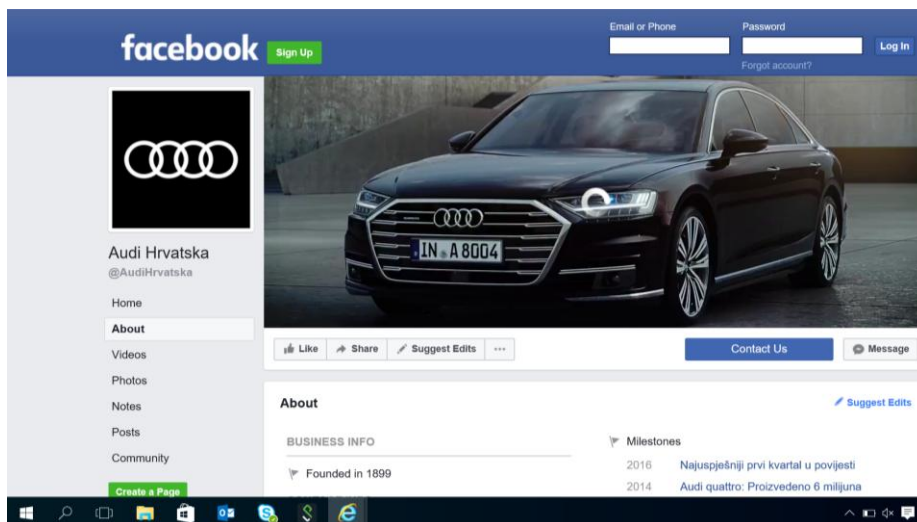 facebook
Sign Up
Email or Phone
Password
Log In
Forgot account?
IN A 8004
Audi Hrvatska
@AudiHrvatska
Home
About
Videos
Photos
Notes
Posts
Community
Create a Page
Like
Share
Suggest Edits
Contact Us
Message
About
Suggest Edits
BUSINESS INFO
Founded in 1899
Milestones
2016 Najuspješniji prvi kvartal u povijesti
2014 Audi quattro: Proizvedeno 6 milijuna